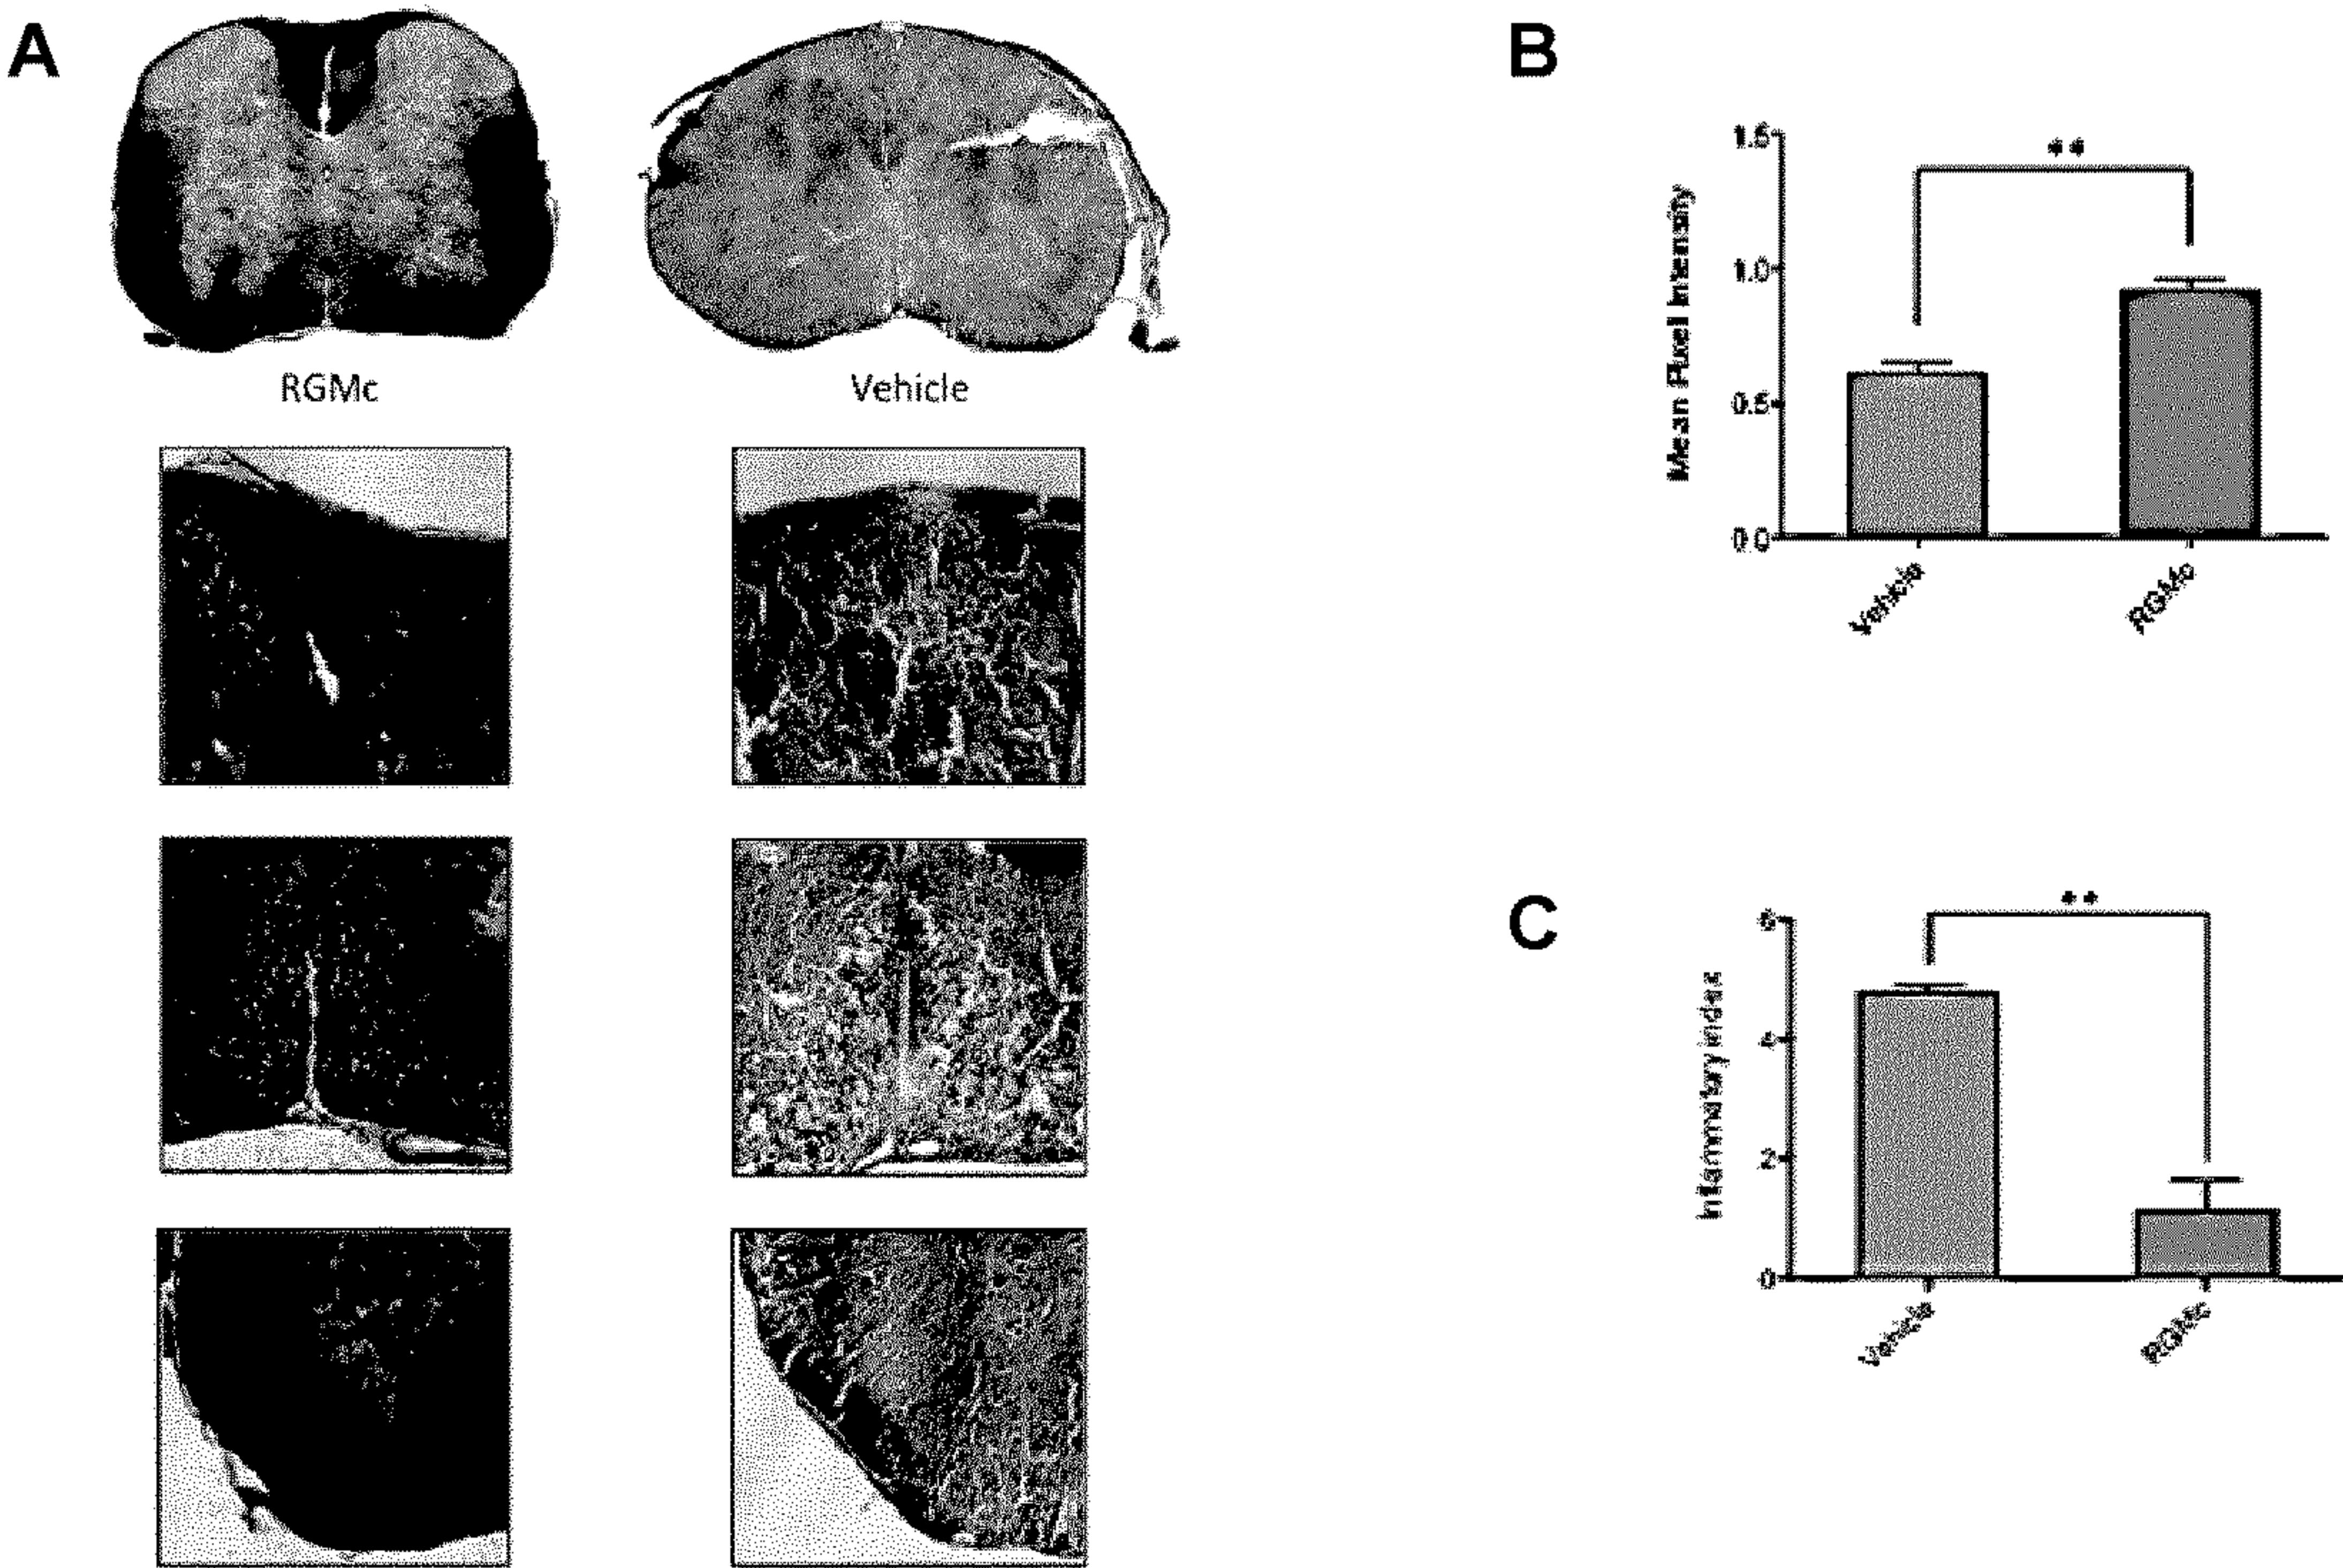 A
RGMc
Vehicle
B
1.5
**
1.0
0.5
0.0
Mean Pixel Intensity
Vehicle
RGMc
C
6
**
4
2
0
Inflammatory index
Vehicle
RGMc